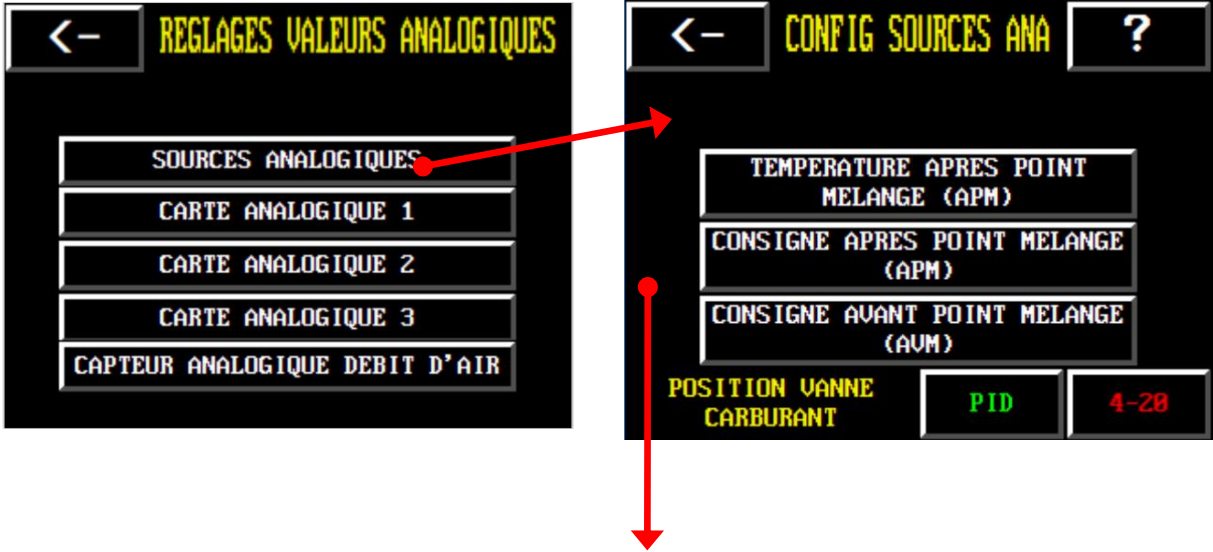 <-
REGLAGES VALEURS ANALOGIQUES
SOURCES ANALOGIQUES
CARTE ANALOGIQUE 1
CARTE ANALOGIQUE 2
CARTE ANALOGIQUE 3
CAPTEUR ANALOGIQUE DEBIT D'AIR
<-
CONFIG SOURCES ANA
?
TEMPERATURE APRES POINT
MELANGE (APM)
CONSIGNE APRES POINT MELANGE
(APM)
CONSIGNE AVANT POINT MELANGE
(AVM)
POSITION VANNE
CARBURANT
PID
4-20